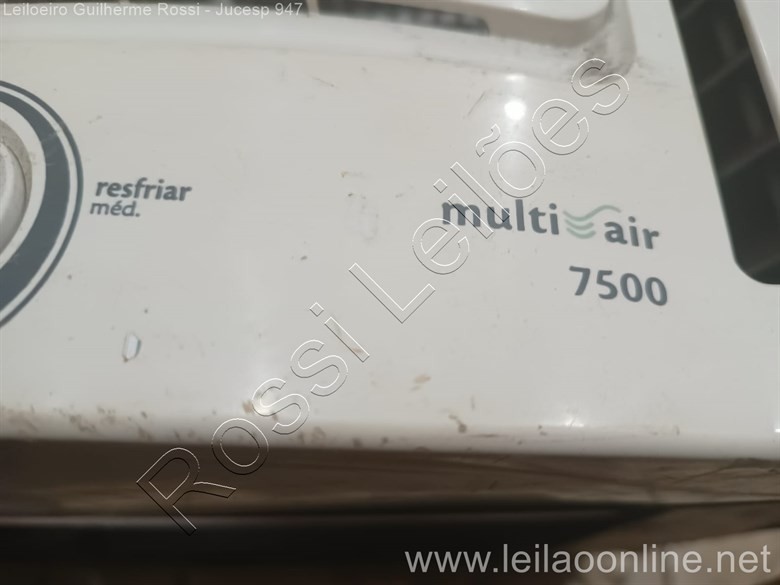 Leiloeiro Guilherme Rossi - Jucesp 947
resfriar
méd.
multi air
7500
Rossi Leilões
www.leilaoonline.net